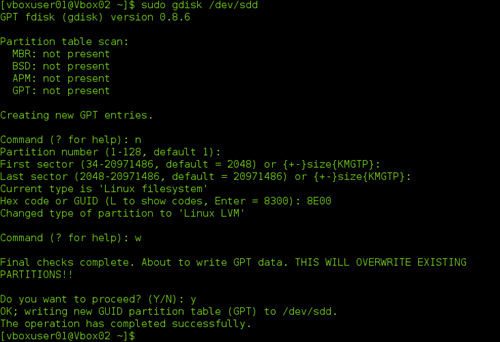 [vboxuser01@Vbox02 ~]$ sudo gdisk /dev/sdd
GPT fdisk (gdisk) version 0.8.6

Partition table scan:
  MBR: not present
  BSD: not present
  APM: not present
  GPT: not present

Creating new GPT entries.

Command (? for help): n
Partition number (1-128, default 1):
First sector (34-20971486, default = 2048) or {+-}size{KMGTP}:
Last sector (2048-20971486, default = 20971486) or {+-}size{KMGTP}:
Current type is 'Linux filesystem'
Hex code or GUID (L to show codes, Enter = 8300): 8E00
Changed type of partition to 'Linux LVM'

Command (? for help): w

Final checks complete. About to write GPT data. THIS WILL OVERWRITE EXISTING
PARTITIONS!!

Do you want to proceed? (Y/N): y
OK; writing new GUID partition table (GPT) to /dev/sdd.
The operation has completed successfully.
[vboxuser01@Vbox02 ~]$